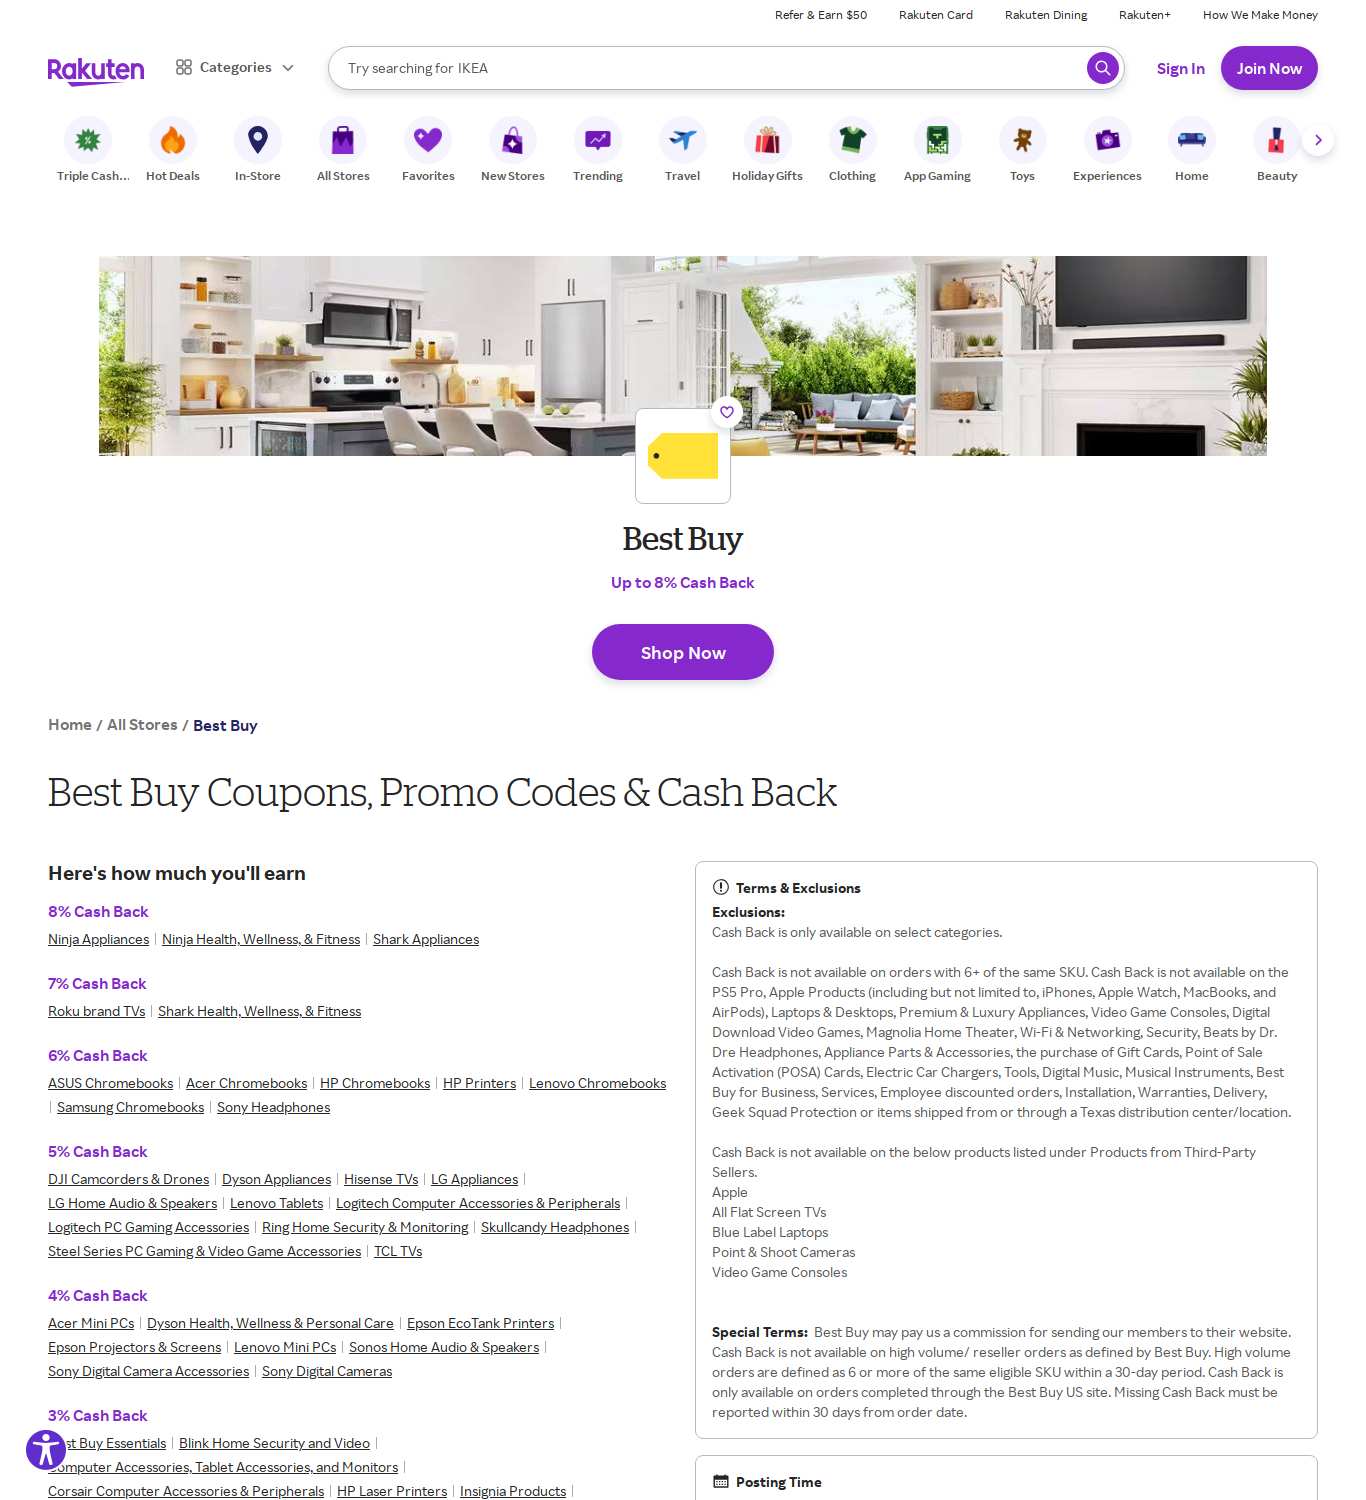 Refer & Earn $50 Rakuten Card Rakuten Dining Rakuten+ How We Make Money
Rakuten Categories Try searching for IKEA Sign In Join Now
Triple Cash... Hot Deals In-Store All Stores Favorites New Stores Trending Travel Holiday Gifts Clothing App Gaming Toys Experiences Home Beauty
Best Buy
Up to 8% Cash Back
Shop Now
Home / All Stores / Best Buy
Best Buy Coupons, Promo Codes & Cash Back
Here's how much you'll earn
8% Cash Back
Ninja Appliances | Ninja Health, Wellness, & Fitness | Shark Appliances
7% Cash Back
Roku brand TVs | Shark Health, Wellness, & Fitness
6% Cash Back
ASUS Chromebooks | Acer Chromebooks | HP Chromebooks | HP Printers | Lenovo Chromebooks
| Samsung Chromebooks | Sony Headphones
5% Cash Back
DJI Camcorders & Drones | Dyson Appliances | Hisense TVs | LG Appliances |
LG Home Audio & Speakers | Lenovo Tablets | Logitech Computer Accessories & Peripherals |
Logitech PC Gaming Accessories | Ring Home Security & Monitoring | Skullcandy Headphones |
Steel Series PC Gaming & Video Game Accessories | TCL TVs
4% Cash Back
Acer Mini PCs | Dyson Health, Wellness & Personal Care | Epson EcoTank Printers |
Epson Projectors & Screens | Lenovo Mini PCs | Sonos Home Audio & Speakers |
Sony Digital Camera Accessories | Sony Digital Cameras
3% Cash Back
st Buy Essentials | Blink Home Security and Video |
omputer Accessories, Tablet Accessories, and Monitors |
Corsair Computer Accessories & Peripherals | HP Laser Printers | Insignia Products |
Terms & Exclusions
Exclusions:
Cash Back is only available on select categories.
Cash Back is not available on orders with 6+ of the same SKU. Cash Back is not available on the
PS5 Pro, Apple Products (including but not limited to, iPhones, Apple Watch, MacBooks, and
AirPods), Laptops & Desktops, Premium & Luxury Appliances, Video Game Consoles, Digital
Download Video Games, Magnolia Home Theater, Wi-Fi & Networking, Security, Beats by Dr.
Dre Headphones, Appliance Parts & Accessories, the purchase of Gift Cards, Point of Sale
Activation (POSA) Cards, Electric Car Chargers, Tools, Digital Music, Musical Instruments, Best
Buy for Business, Services, Employee discounted orders, Installation, Warranties, Delivery,
Geek Squad Protection or items shipped from or through a Texas distribution center/location.
Cash Back is not available on the below products listed under Products from Third-Party
Sellers.
Apple
All Flat Screen TVs
Blue Label Laptops
Point & Shoot Cameras
Video Game Consoles
Special Terms: Best Buy may pay us a commission for sending our members to their website.
Cash Back is not available on high volume/ reseller orders as defined by Best Buy. High volume
orders are defined as 6 or more of the same eligible SKU within a 30-day period. Cash Back is
only available on orders completed through the Best Buy US site. Missing Cash Back must be
reported within 30 days from order date.
Posting Time